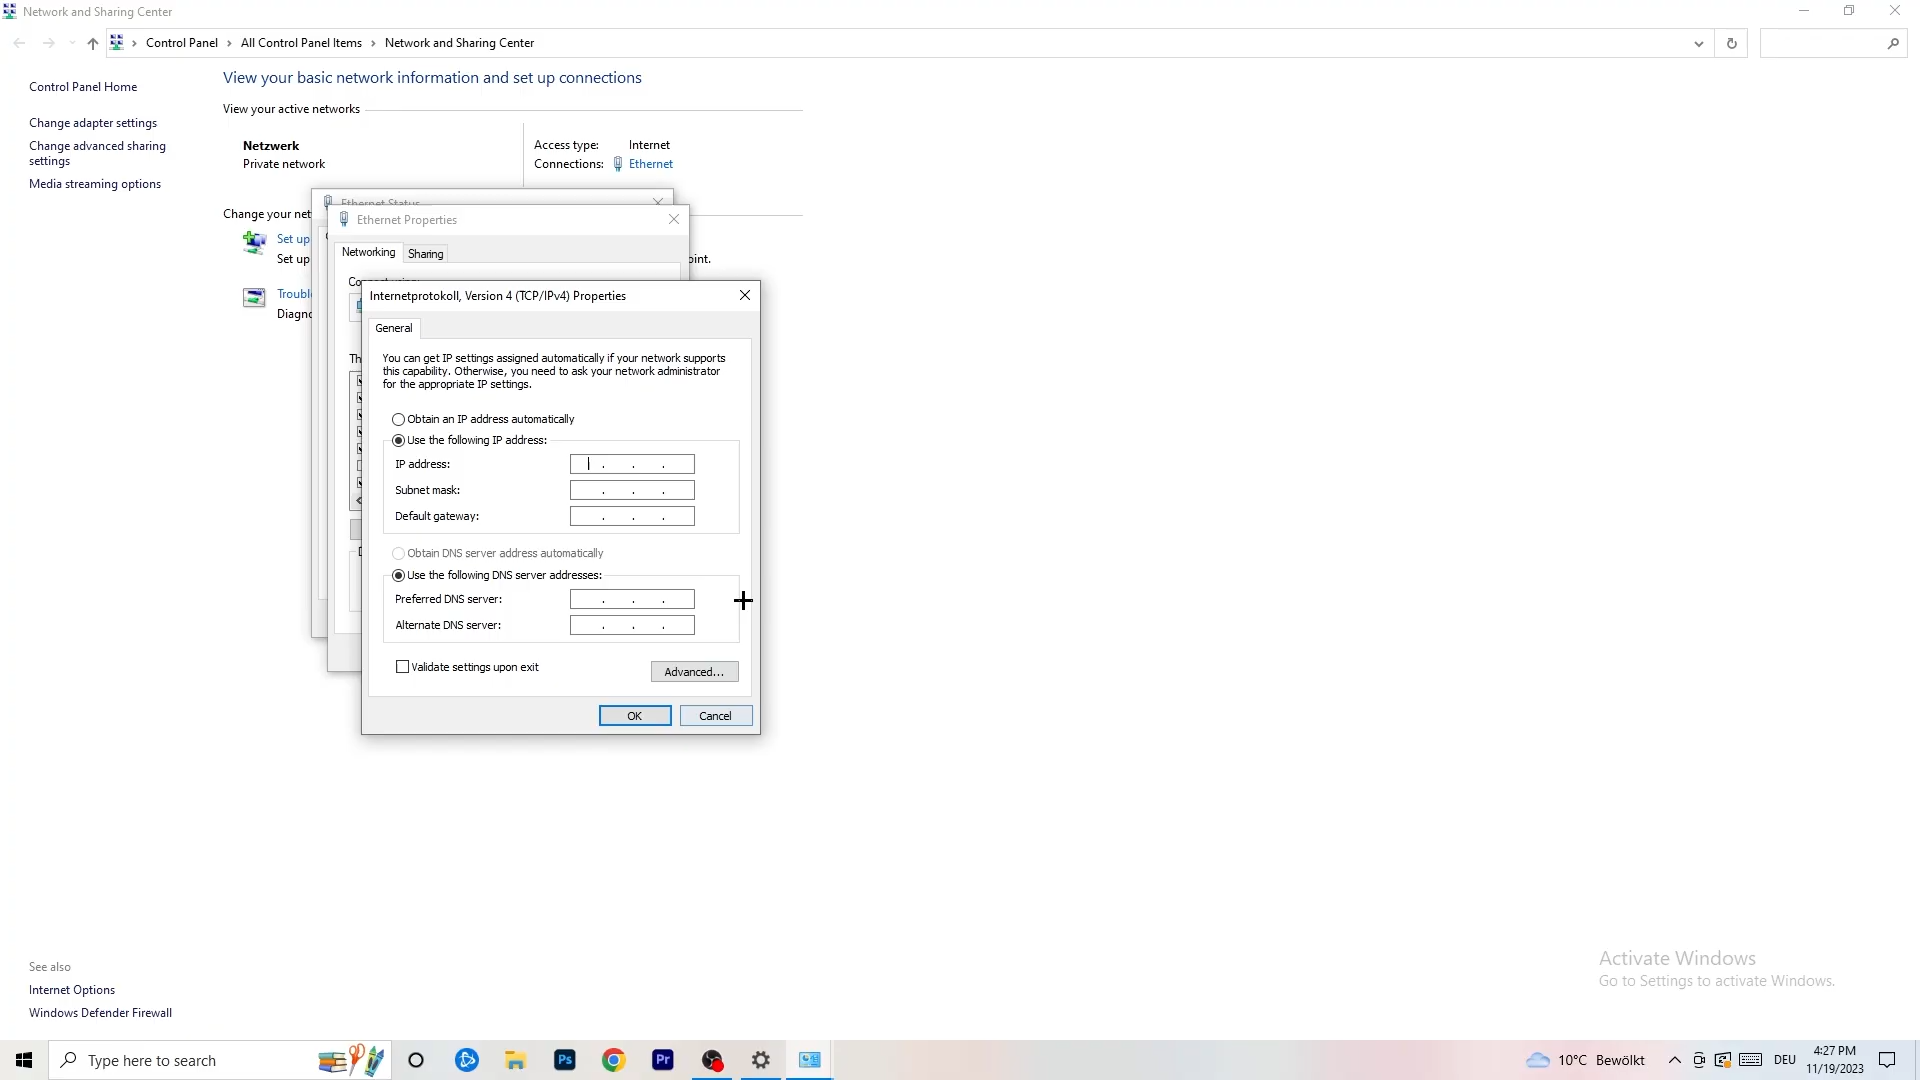 Network and Sharing Center
Control Panel > All Control Panel Items > Network and Sharing Center
Control Panel Home
Change adapter settings
Change advanced sharing
settings
Media streaming options
View your basic network information and set up connections
View your active networks
Netzwerk
Private network
Access type: Internet
Connections: Ethernet
Change your net
Set up
Set up
oint.
Troubl
Diagno
Ethernet Status
Ethernet Properties
Networking
Sharing
Connect using:
Internetprotokoll, Version 4 (TCP/IPv4) Properties
General
You can get IP settings assigned automatically if your network supports
this capability. Otherwise, you need to ask your network administrator
for the appropriate IP settings.
Obtain an IP address automatically
Use the following IP address:
IP address: . . .
Subnet mask: . . .
Default gateway: . . .
Obtain DNS server address automatically
Use the following DNS server addresses:
Preferred DNS server: . . .
Alternate DNS server: . . .
Validate settings upon exit
Advanced...
OK
Cancel
See also
Internet Options
Windows Defender Firewall
Activate Windows
Go to Settings to activate Windows.
Type here to search
Ps
Pr
10°C Bewölkt
DEU
4:27 PM
11/19/2023